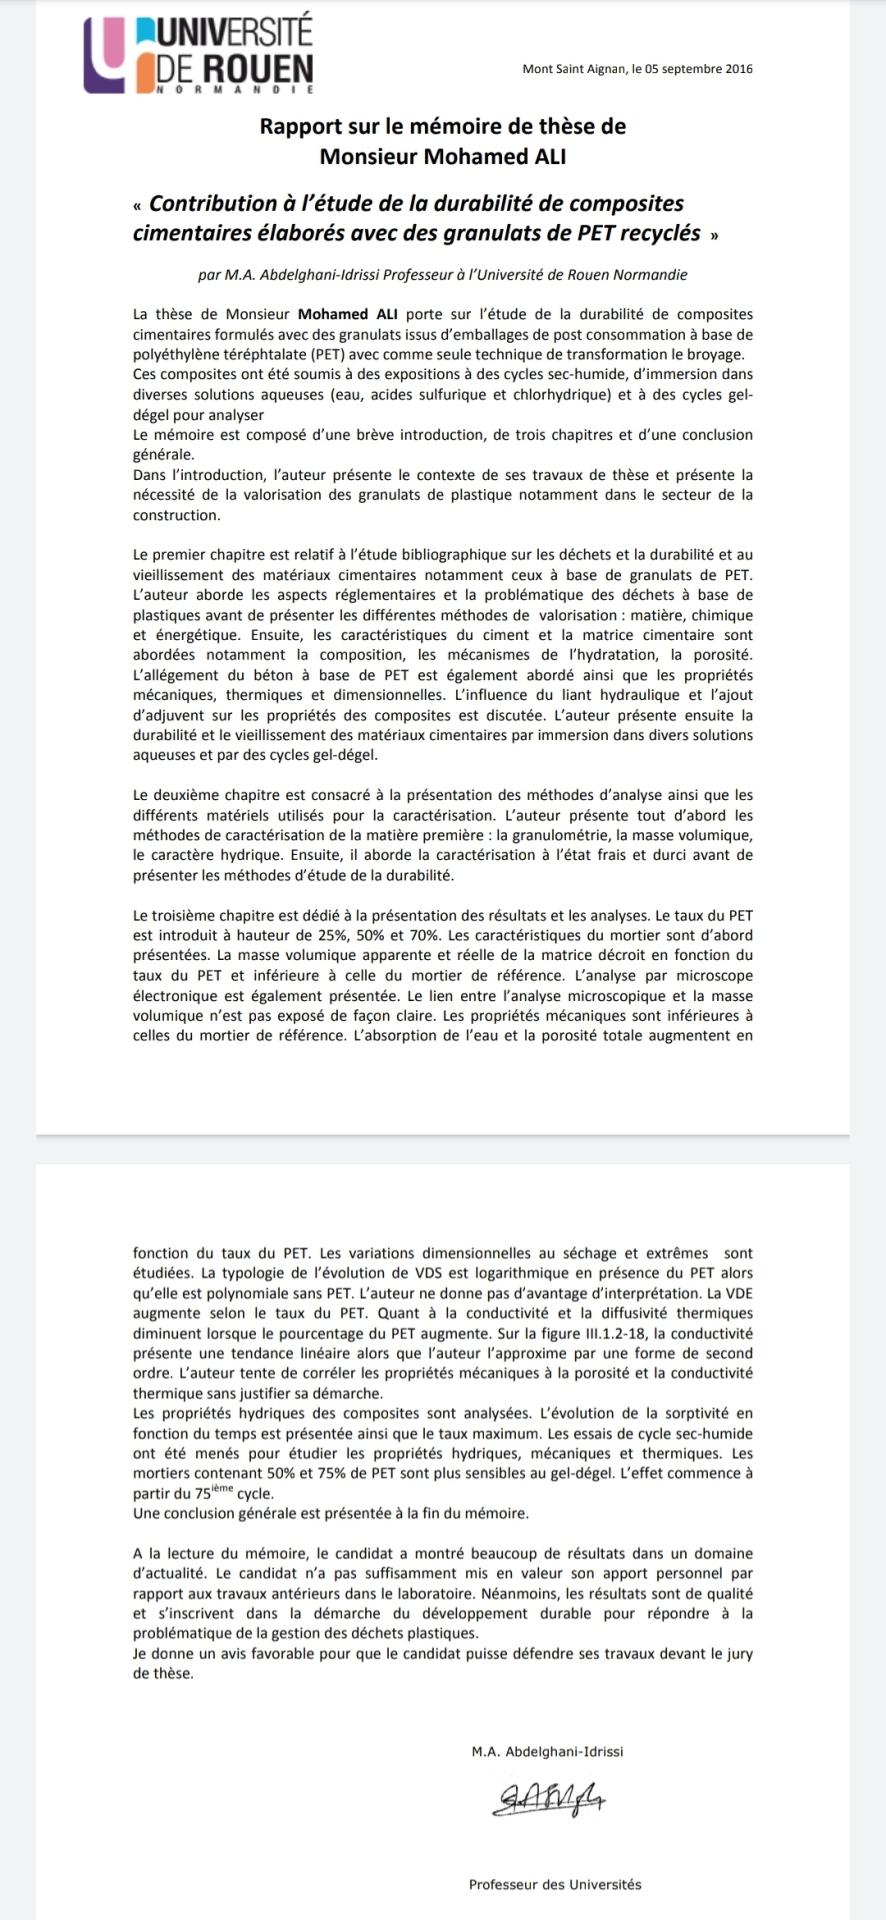 UNIVERSITÉ
DE ROUEN
NORMANDIE
Mont Saint Aignan, le 05 septembre 2016
Rapport sur le mémoire de thèse de
Monsieur Mohamed ALI
« Contribution à l’étude de la durabilité de composites
cimentaires élaborés avec des granulats de PET recyclés »
par M.A. Abdelghani-Idrissi Professeur à l’Université de Rouen Normandie
La thèse de Monsieur Mohamed ALI porte sur l’étude de la durabilité de composites
cimentaires formulés avec des granulats issus d’emballages de post consommation à base de
polyéthylène téréphtalate (PET) avec comme seule technique de transformation le broyage.
Ces composites ont été soumis à des expositions à des cycles sec-humide, d’immersion dans
diverses solutions aqueuses (eau, acides sulfurique et chlorhydrique) et à des cycles gel-
dégel pour analyser
Le mémoire est composé d’une brève introduction, de trois chapitres et d’une conclusion
générale.
Dans l’introduction, l’auteur présente le contexte de ses travaux de thèse et présente la
nécessité de la valorisation des granulats de plastique notamment dans le secteur de la
construction.
Le premier chapitre est relatif à l’étude bibliographique sur les déchets et la durabilité et au
vieillissement des matériaux cimentaires notamment ceux à base de granulats de PET.
L’auteur aborde les aspects réglementaires et la problématique des déchets à base de
plastiques avant de présenter les différentes méthodes de valorisation : matière, chimique
et énergétique. Ensuite, les caractéristiques du ciment et la matrice cimentaire sont
abordées notamment la composition, les mécanismes de l’hydratation, la porosité.
L’allégement du béton à base de PET est également abordé ainsi que les propriétés
mécaniques, thermiques et dimensionnelles. L’influence du liant hydraulique et l’ajout
d’adjuvent sur les propriétés des composites est discutée. L’auteur présente ensuite la
durabilité et le vieillissement des matériaux cimentaires par immersion dans divers solutions
aqueuses et par des cycles gel-dégel.
Le deuxième chapitre est consacré à la présentation des méthodes d’analyse ainsi que les
différents matériels utilisés pour la caractérisation. L’auteur présente tout d’abord les
méthodes de caractérisation de la matière première : la granulométrie, la masse volumique,
le caractère hydrique. Ensuite, il aborde la caractérisation à l’état frais et durci avant de
présenter les méthodes d’étude de la durabilité.
Le troisième chapitre est dédié à la présentation des résultats et les analyses. Le taux du PET
est introduit à hauteur de 25%, 50% et 70%. Les caractéristiques du mortier sont d’abord
présentées. La masse volumique apparente et réelle de la matrice décroit en fonction du
taux du PET et inférieure à celle du mortier de référence. L’analyse par microscope
électronique est également présentée. Le lien entre l’analyse microscopique et la masse
volumique n’est pas exposé de façon claire. Les propriétés mécaniques sont inférieures à
celles du mortier de référence. L’absorption de l’eau et la porosité totale augmentent en
fonction du taux du PET. Les variations dimensionnelles au séchage et extrêmes sont
étudiées. La typologie de l’évolution de VDS est logarithmique en présence du PET alors
qu’elle est polynomiale sans PET. L’auteur ne donne pas d’avantage d’interprétation. La VDE
augmente selon le taux du PET. Quant à la conductivité et la diffusivité thermiques
diminuent lorsque le pourcentage du PET augmente. Sur la figure III.1.2-18, la conductivité
présente une tendance linéaire alors que l’auteur l’approxime par une forme de second
ordre. L’auteur tente de corréler les propriétés mécaniques à la porosité et la conductivité
thermique sans justifier sa démarche.
Les propriétés hydriques des composites sont analysées. L’évolution de la sorptivité en
fonction du temps est présentée ainsi que le taux maximum. Les essais de cycle sec-humide
ont été menés pour étudier les propriétés hydriques, mécaniques et thermiques. Les
mortiers contenant 50% et 75% de PET sont plus sensibles au gel-dégel. L’effet commence à
partir du 75ième cycle.
Une conclusion générale est présentée à la fin du mémoire.
A la lecture du mémoire, le candidat a montré beaucoup de résultats dans un domaine
d’actualité. Le candidat n’a pas suffisamment mis en valeur son apport personnel par
rapport aux travaux antérieurs dans le laboratoire. Néanmoins, les résultats sont de qualité
et s’inscrivent dans la démarche du développement durable pour répondre à la
problématique de la gestion des déchets plastiques.
Je donne un avis favorable pour que le candidat puisse défendre ses travaux devant le jury
de thèse.
M.A. Abdelghani-Idrissi
Professeur des Universités